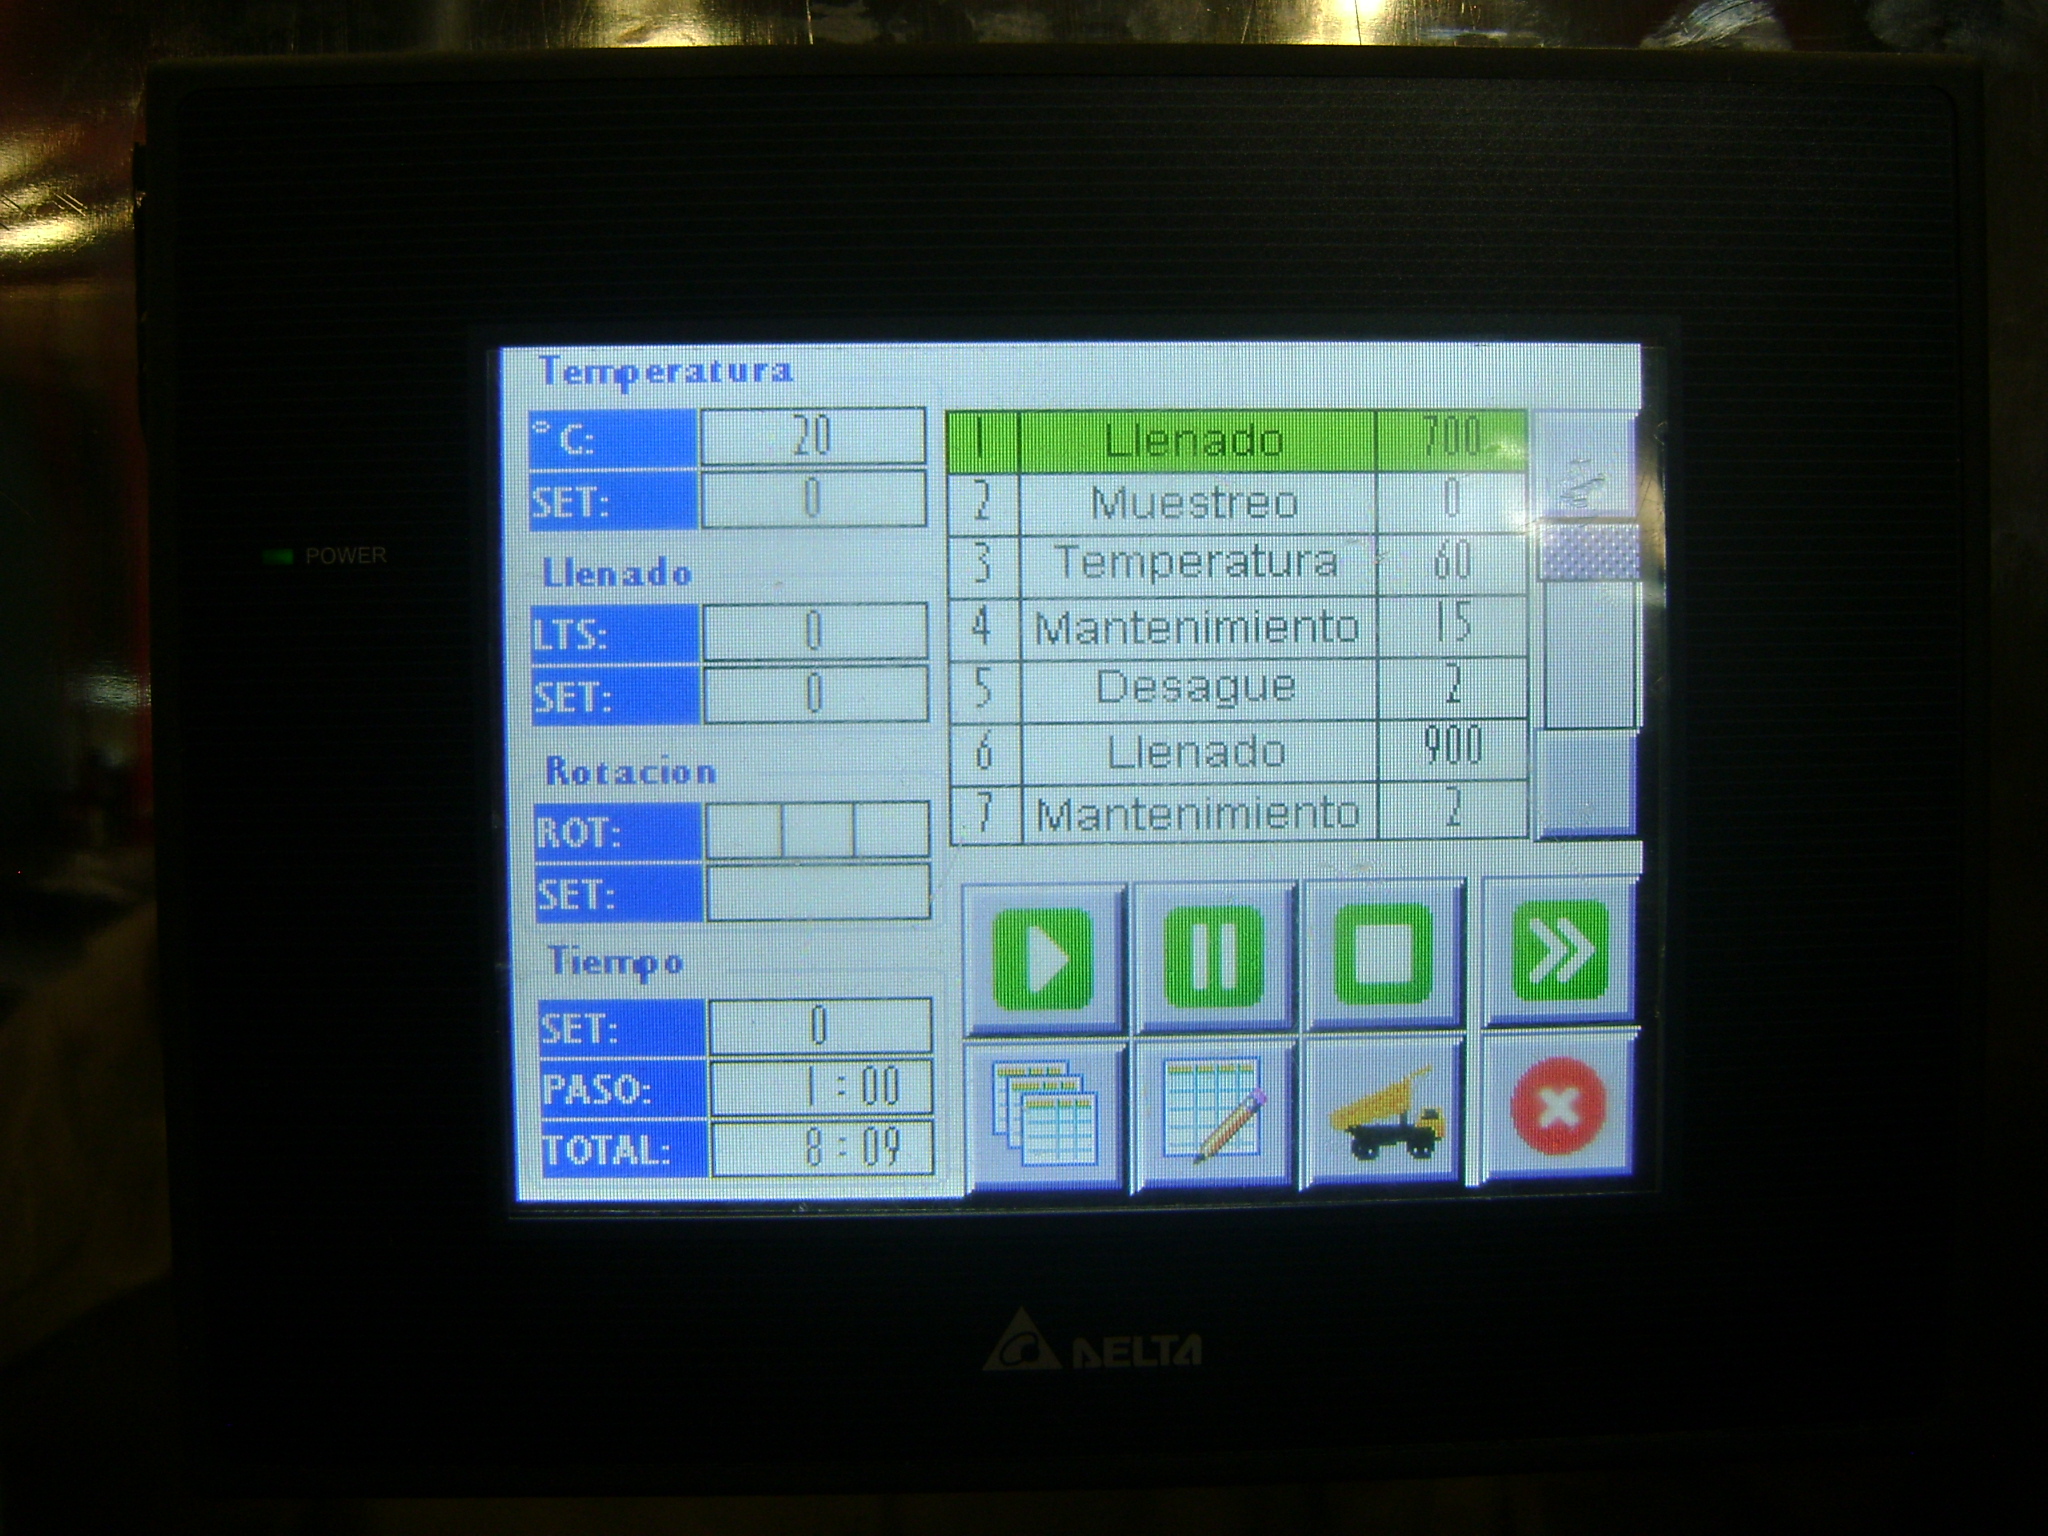 Temperatura
°C: 20
SET: 0
Llenado
LTS: 0
SET: 0
Rotacion
ROT:
SET:
Tiempo
SET: 0
PASO: 1:00
TOTAL: 8:09
1 Llenado 700
2 Muestreo 0
3 Temperatura 60
4 Mantenimiento 15
5 Desague 2
6 Llenado 900
7 Mantenimiento 2
POWER
DELTA